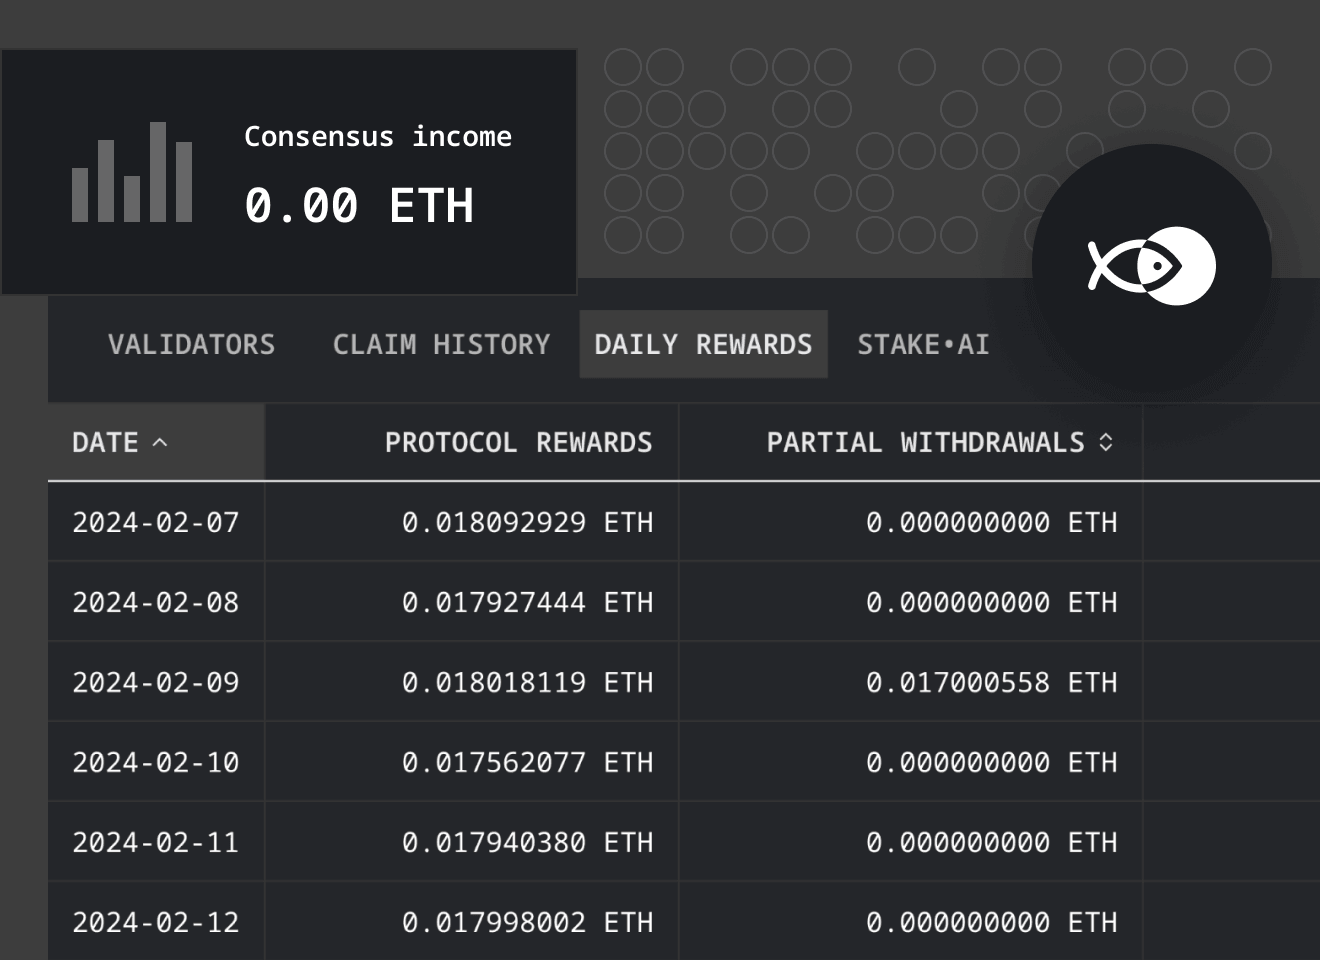 Consensus income
0.00 ETH
VALIDATORS CLAIM HISTORY DAILY REWARDS STAKE•AI
DATE PROTOCOL REWARDS PARTIAL WITHDRAWALS
2024-02-07 0.018092929 ETH 0.000000000 ETH
2024-02-08 0.017927444 ETH 0.000000000 ETH
2024-02-09 0.018018119 ETH 0.017000558 ETH
2024-02-10 0.017562077 ETH 0.000000000 ETH
2024-02-11 0.017940380 ETH 0.000000000 ETH
2024-02-12 0.017998002 ETH 0.000000000 ETH